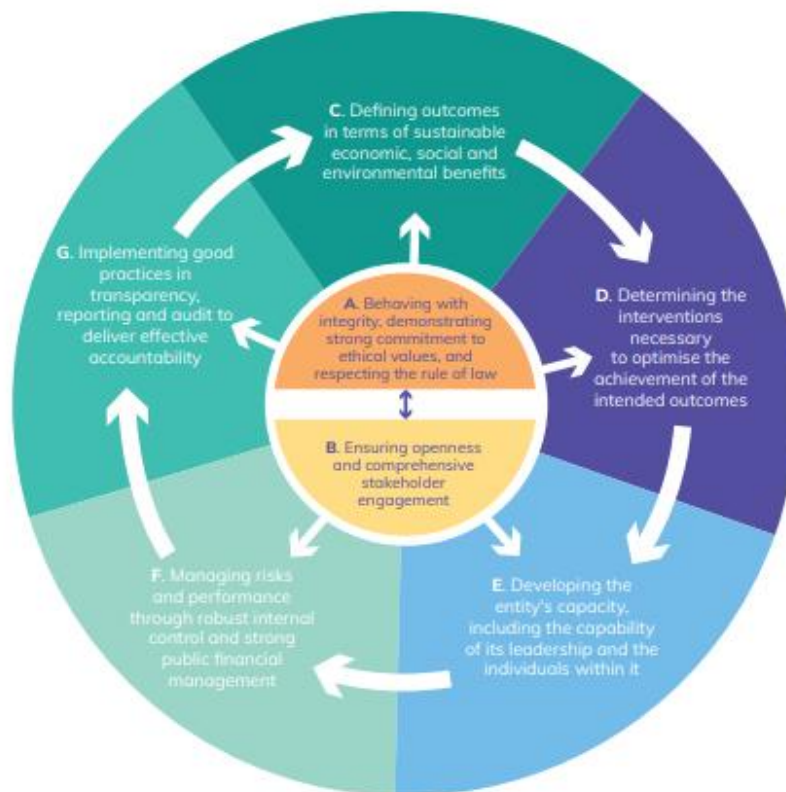 C. Defining outcomes
in terms of sustainable
economic, social and
environmental benefits
G. Implementing good
practices in
transparency,
reporting and audit to
deliver effective
accountability
A. Behaving with
integrity, demonstrating
strong commitment to
ethical values, and
respecting the rule of law
D. Determining the
interventions
necessary
to optimise the
achievement of the
intended outcomes
B. Ensuring openness
and comprehensive
stakeholder
engagement
F. Managing risks
and performance
through robust internal
control and strong
public financial
management
E. Developing the
entity's capacity,
including the capability
of its leadership and the
individuals within it